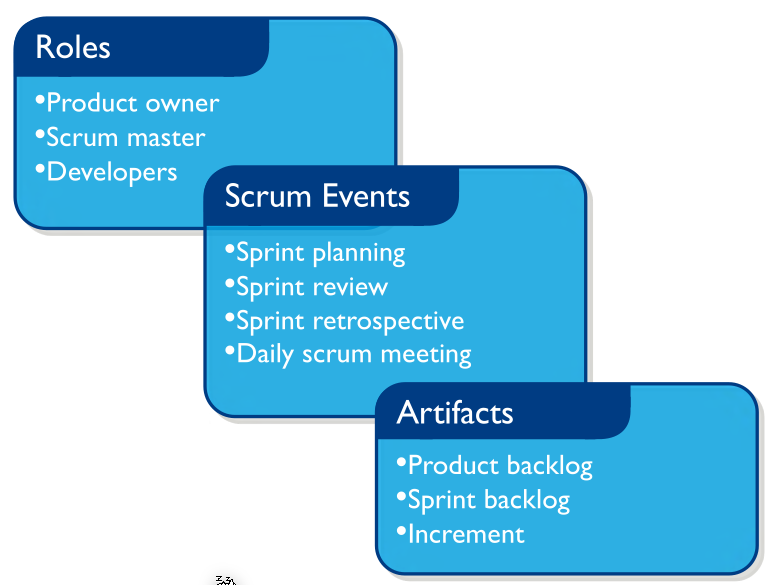 Roles
•Product owner
•Scrum master
•Developers
Scrum Events
•Sprint planning
•Sprint review
•Sprint retrospective
•Daily scrum meeting
Artifacts
•Product backlog
•Sprint backlog
•Increment